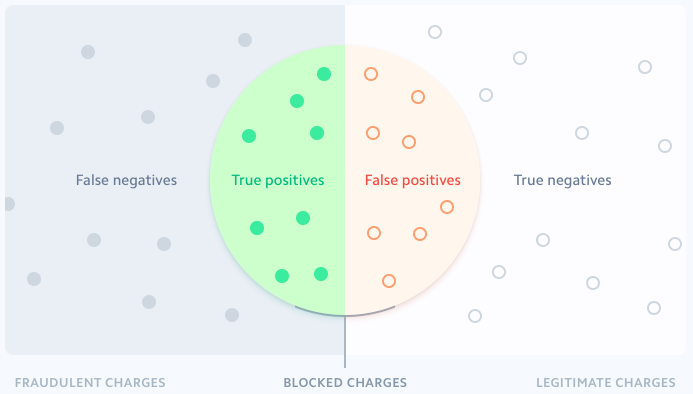 False negatives
True positives
False positives
True negatives
FRAUDULENT CHARGES
BLOCKED CHARGES
LEGITIMATE CHARGES